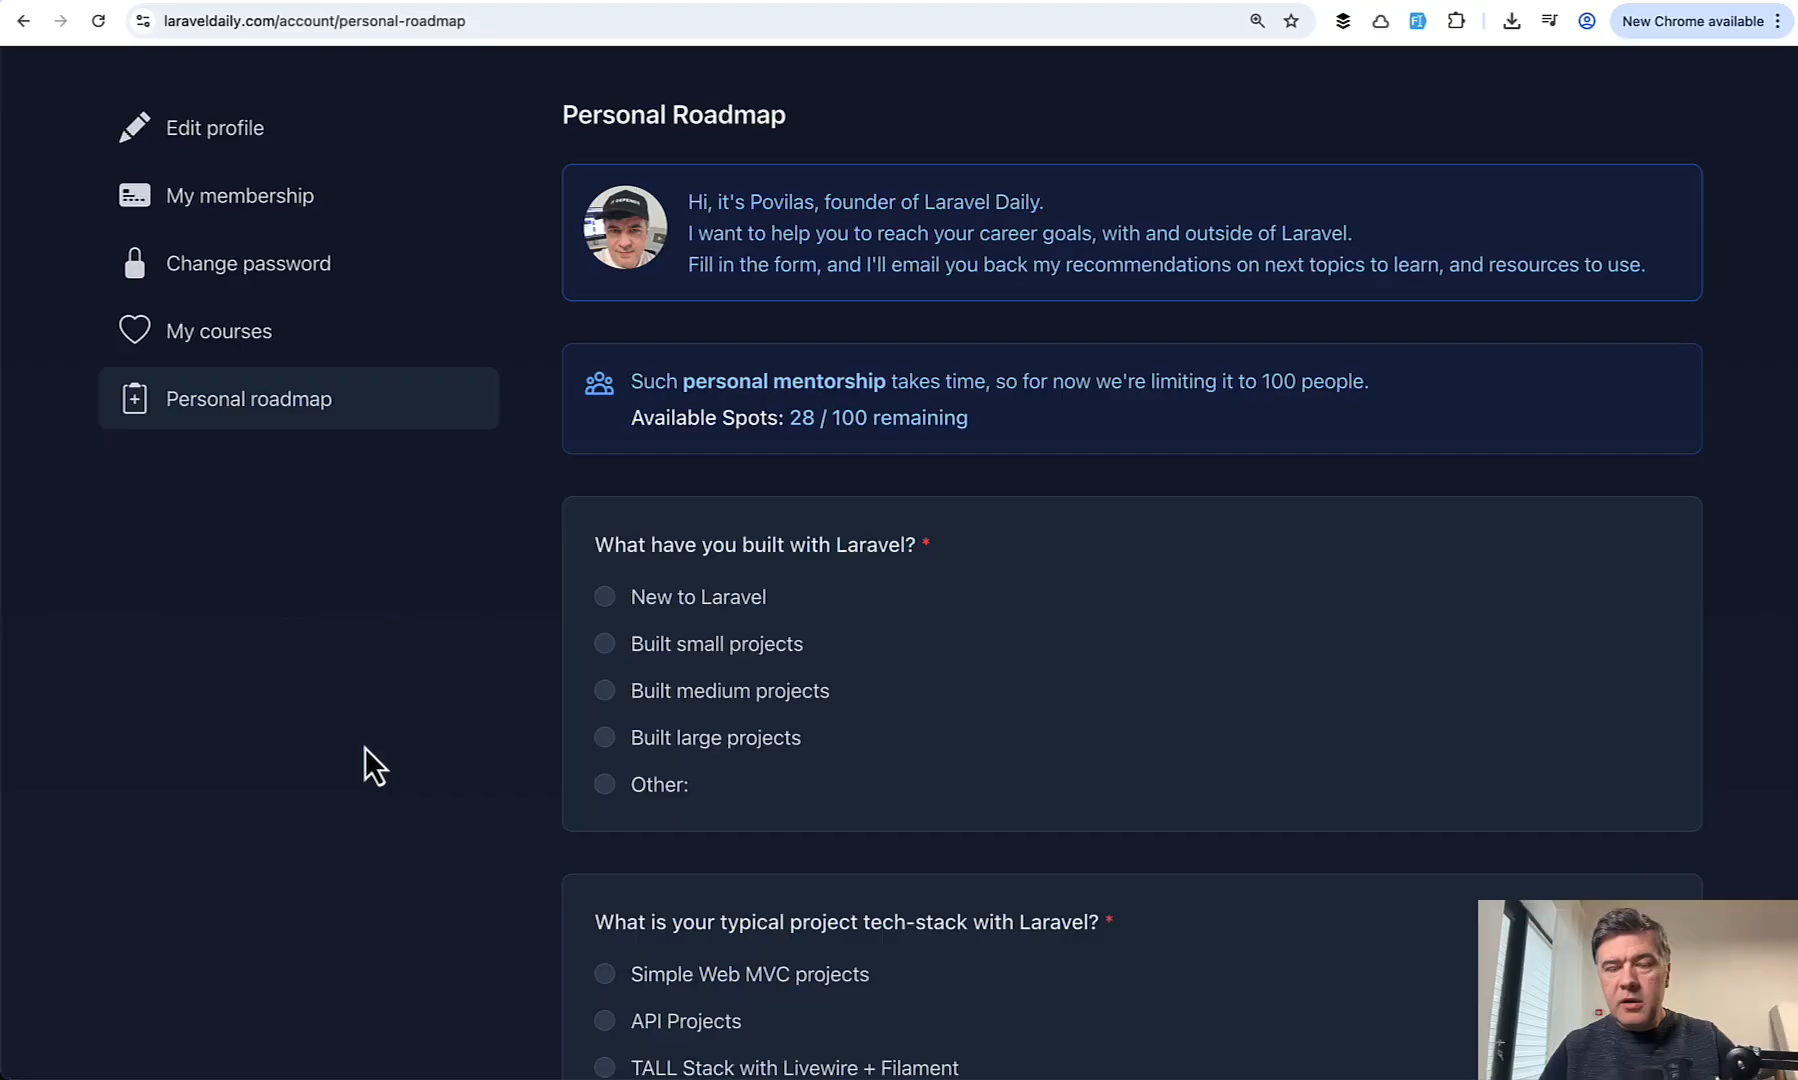 laraveldaily.com/account/personal-roadmap
New Chrome available
Edit profile
My membership
Change password
My courses
Personal roadmap
Personal Roadmap
Hi, it's Povilas, founder of Laravel Daily.
I want to help you to reach your career goals, with and outside of Laravel.
Fill in the form, and I'll email you back my recommendations on next topics to learn, and resources to use.
Such personal mentorship takes time, so for now we're limiting it to 100 people.
Available Spots: 28 / 100 remaining
What have you built with Laravel? *
New to Laravel
Built small projects
Built medium projects
Built large projects
Other:
What is your typical project tech-stack with Laravel? *
Simple Web MVC projects
API Projects
TALL Stack with Livewire + Filament